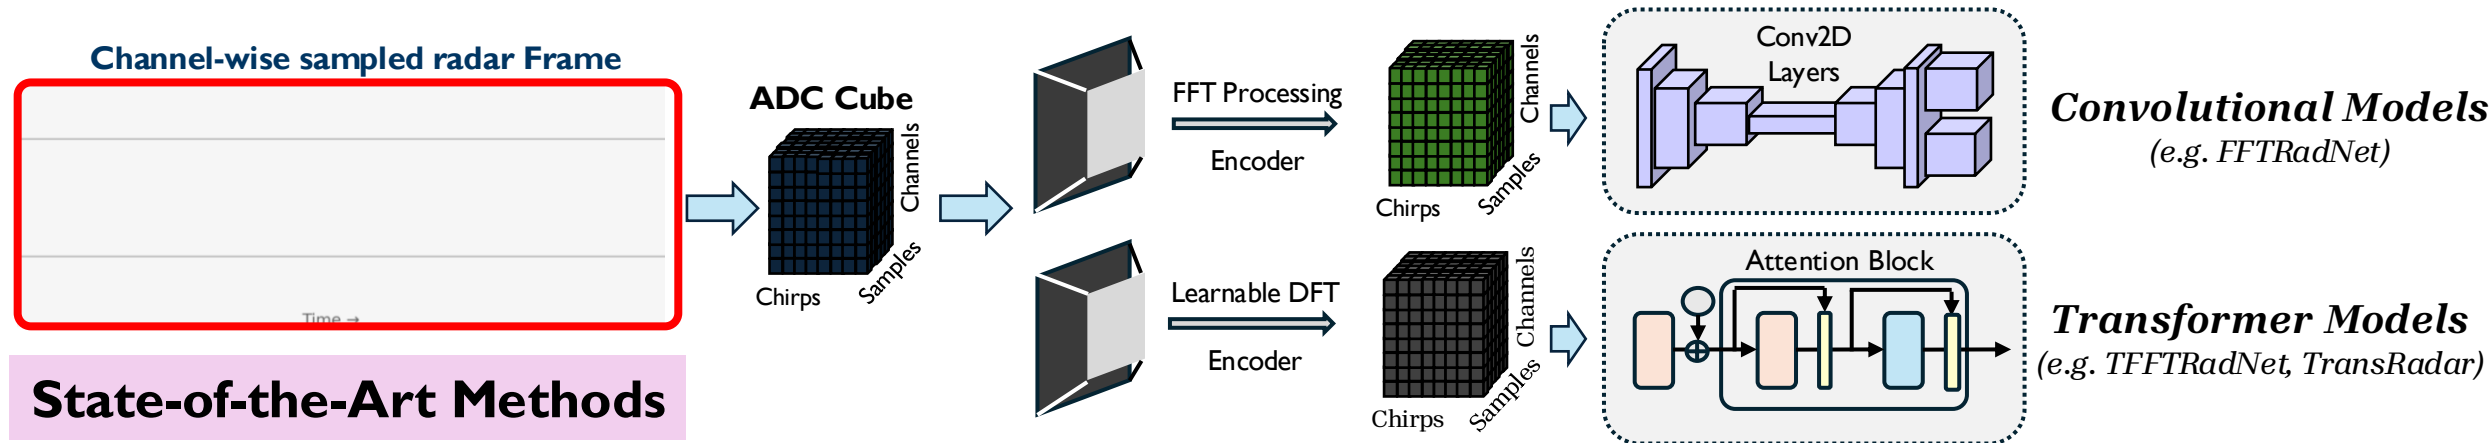 Channel-wise sampled radar Frame
Time →
State-of-the-Art Methods
ADC Cube
Channels
Samples
Chirps
FFT Processing
Encoder
Channels
Samples
Chirps
Conv2D
Layers
Convolutional Models
(e.g. FFTRadNet)
Learnable DFT
Encoder
Channels
Samples
Chirps
Attention Block
Transformer Models
(e.g. TFFTRadNet, TransRadar)